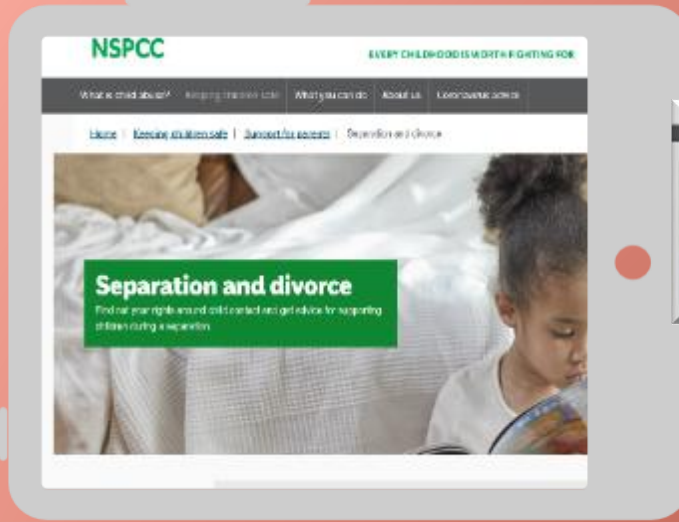 NSPCC
EVERY CHILDHOOD IS WORTH FIGHTING FOR
What is child abuse? Keeping children safe What you can do About us Coronavirus advice
Home | Keeping children safe | Support for parents | Separation and divorce
Separation and divorce
Find out your rights around child contact and get advice for supporting
children during a separation.